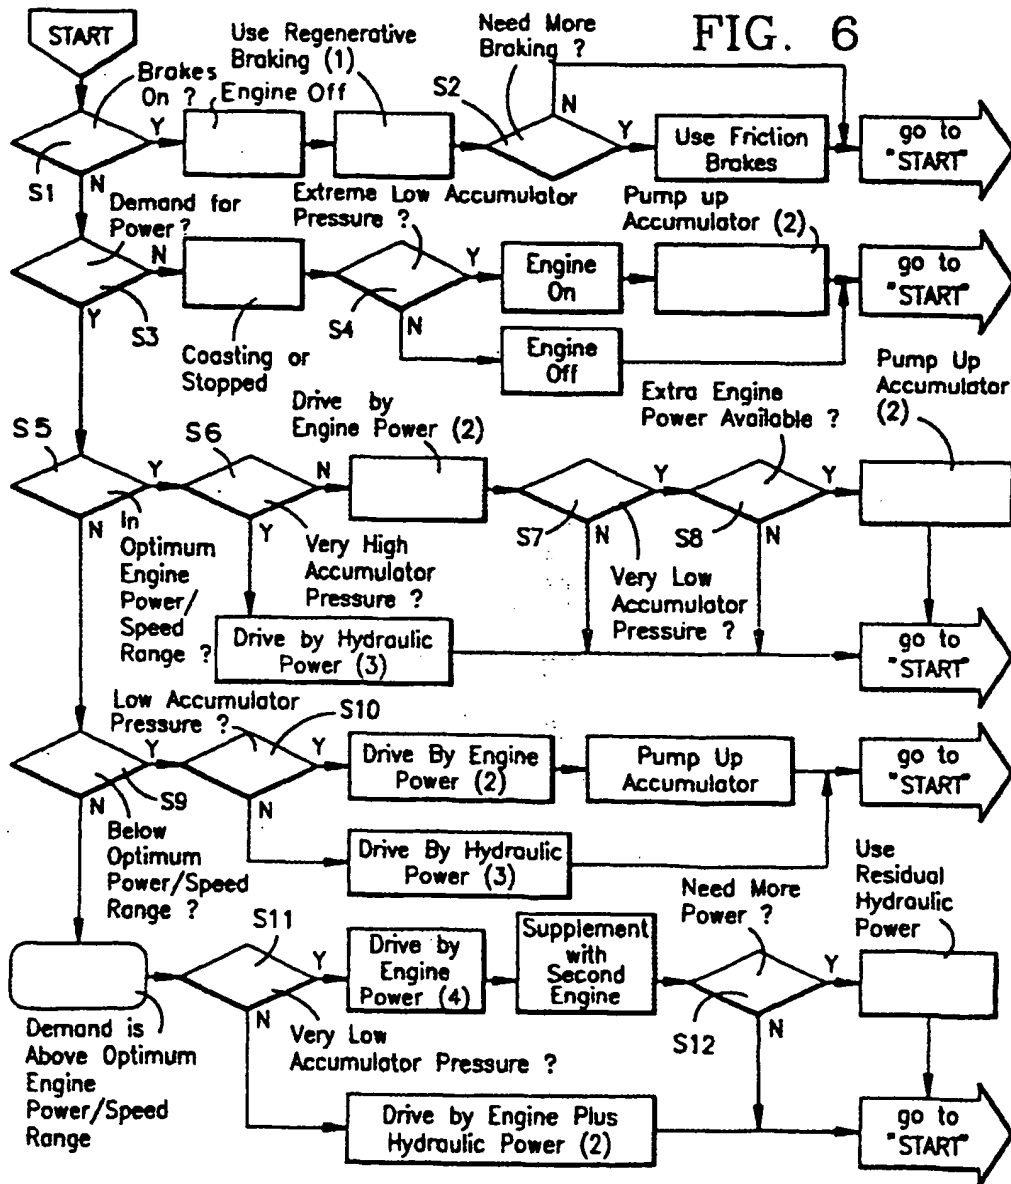 FIG. 6
START
Brakes
On ?
Engine Off
Use Regenerative
Braking (1)
Need More
Braking ?
S2
S1
Y
N
N
Y
Use Friction
Brakes
go to
"START"
Demand for
Power?
Extreme Low Accumulator
Pressure ?
Pump up
Accumulator (2)
S3
N
Y
Coasting or
Stopped
S4
Y
N
Engine
On
Engine
Off
go to
"START"
S5
Y
N
In
Optimum
Engine
Power/
Speed
Range ?
S6
N
Y
Very High
Accumulator
Pressure ?
Drive by
Engine Power (2)
Drive by Hydraulic
Power (3)
S7
Y
N
Very Low
Accumulator
Pressure ?
Extra Engine
Power Available ?
S8
Y
N
Pump Up
Accumulator
(2)
go to
"START"
Low Accumulator
Pressure ?
S10
S9
Y
N
Below
Optimum
Power/Speed
Range ?
Y
N
Drive By Engine
Power (2)
Pump Up
Accumulator
Drive By Hydraulic
Power (3)
go to
"START"
Demand is
Above Optimum
Engine
Power/Speed
Range
S11
Y
N
Very Low
Accumulator Pressure ?
Drive by
Engine
Power (4)
Supplement
with
Second
Engine
Need More
Power ?
S12
Y
N
Use
Residual
Hydraulic
Power
Drive by Engine Plus
Hydraulic Power (2)
go to
"START"